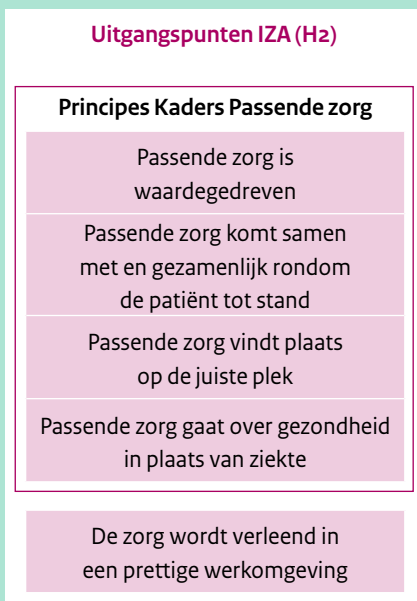 Uitgangspunten IZA (H2)
Principes Kaders Passende zorg
Passende zorg is
waardegedreven
Passende zorg komt samen
met en gezamenlijk rondom
de patiënt tot stand
Passende zorg vindt plaats
op de juiste plek
Passende zorg gaat over gezondheid
in plaats van ziekte
De zorg wordt verleend in
een prettige werkomgeving